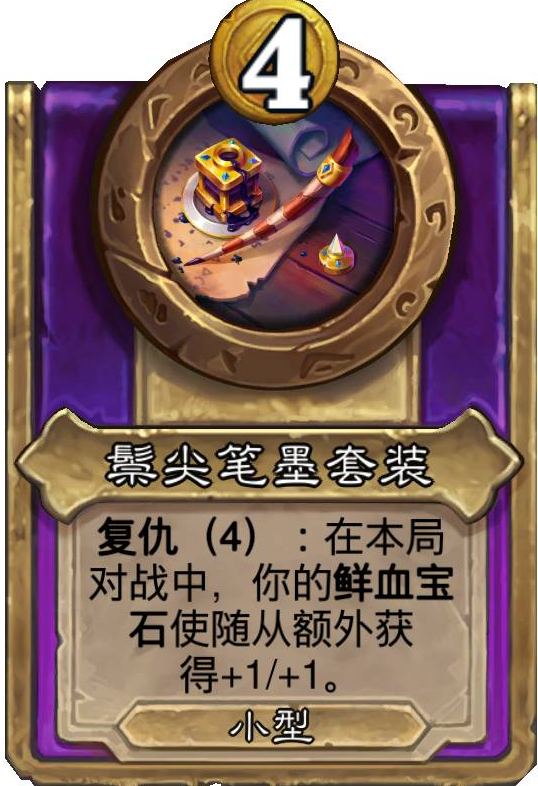 4
鬃尖笔墨套装
复仇（4）：在本局
对战中，你的鲜血宝
石使随从额外获
得+1/+1。
小型